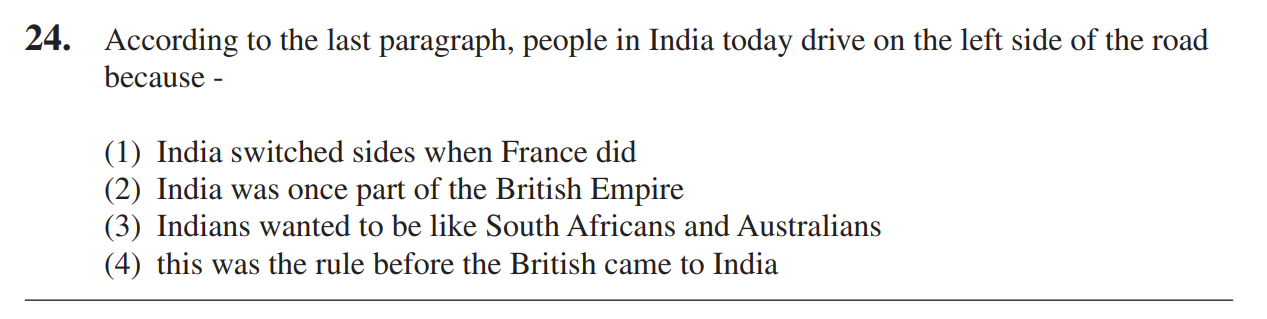 24. According to the last paragraph, people in India today drive on the left side of the road
because -
(1) India switched sides when France did
(2) India was once part of the British Empire
(3) Indians wanted to be like South Africans and Australians
(4) this was the rule before the British came to India